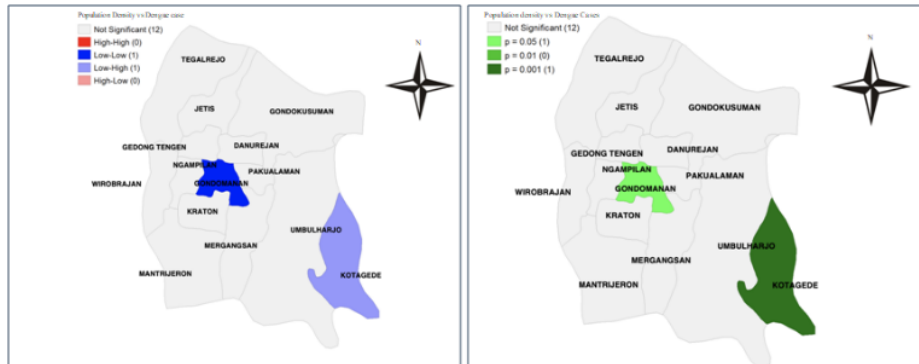 Population Density vs Dengue case
Not Significant (12)
High-High (0)
Low-Low (1)
Low-High (1)
High-Low (0)
N
TEGALREJO
JETIS
GONDOKUSUMAN
GEDONG TENGEN
DANUREJAN
NGAMPILAN
PAKUALAMAN
WIROBRAJAN
GONDOMANAN
KRATON
UMBULHARJO
MERGANGSAN
MANTRIJERON
KOTAGEDE
Population density vs Dengue Cases
Not Significant (12)
p = 0.05 (1)
p = 0.01 (0)
p = 0.001 (1)
N
TEGALREJO
JETIS
GONDOKUSUMAN
DANUREJAN
GEDONG TENGEN
NGAMPILAN
PAKUALAMAN
WIROBRAJAN
GONDOMANAN
KRATON
UMBULHARJO
MERGANGSAN
MANTRIJERON
KOTAGEDE